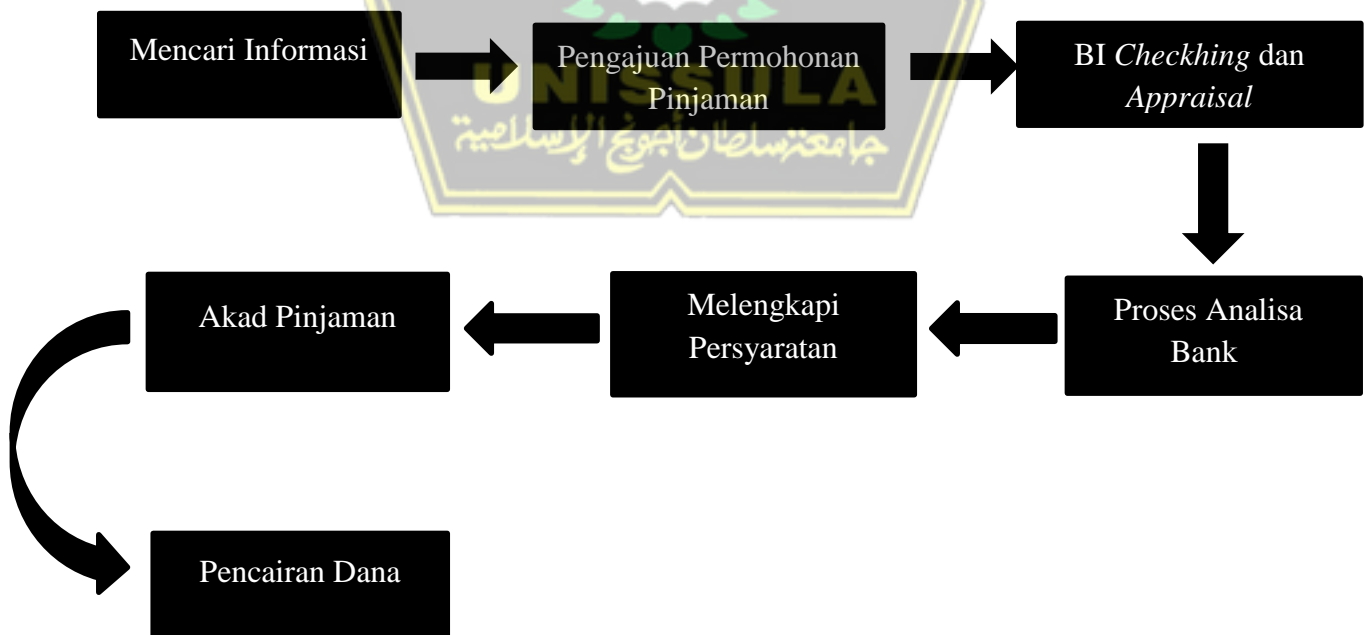 Mencari Informasi
Pengajuan Permohonan
Pinjaman
BI Checkhing dan
Appraisal
UNISSULA
جامعة سلطان أجونج الإسلامية
Proses Analisa
Bank
Melengkapi
Persyaratan
Akad Pinjaman
Pencairan Dana